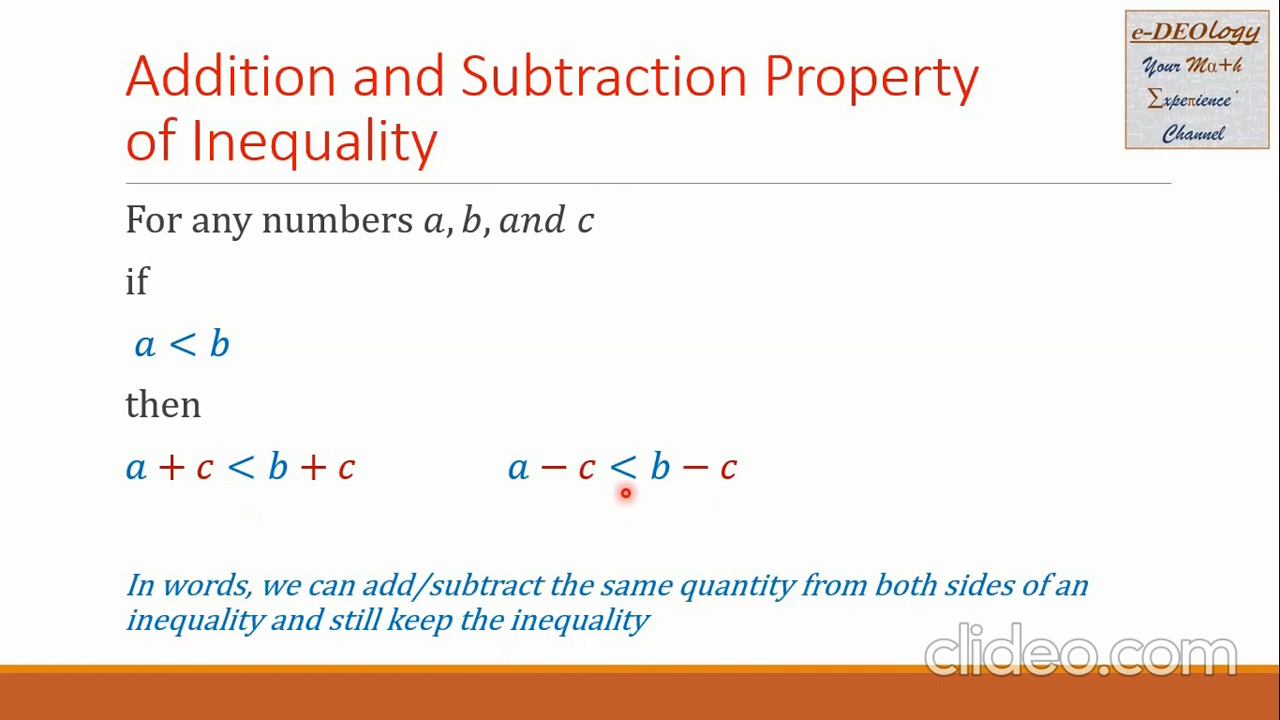 Addition and Subtraction Property
of Inequality
e-DEOlogy
Your Mα+h
Σxpeπience'
Channel
For any numbers a, b, and c
if
a < b
then
a + c < b + c
a − c < b − c
In words, we can add/subtract the same quantity from both sides of an
inequality and still keep the inequality
clideo.com